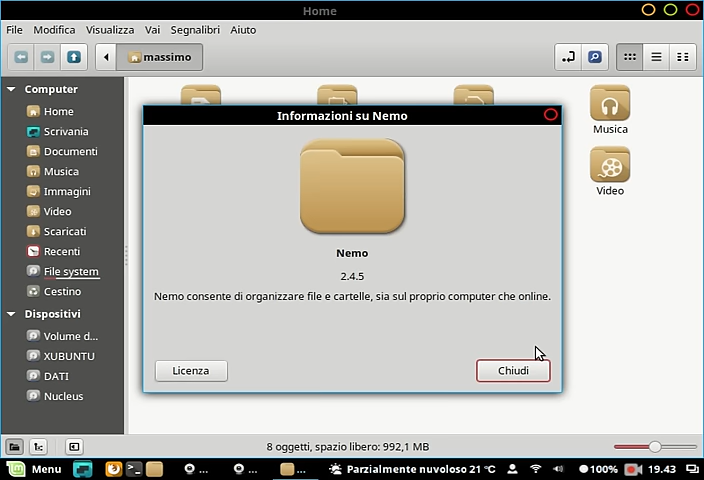 Home
File Modifica Visualizza Vai Segnalibri Aiuto
massimo
Computer
Home
Scrivania
Documenti
Musica
Immagini
Video
Scaricati
Recenti
File system
Cestino
Dispositivi
Volume d...
XUBUNTU
DATI
Nucleus
Musica
Video
Informazioni su Nemo
Nemo
2.4.5
Nemo consente di organizzare file e cartelle, sia sul proprio computer che online.
Licenza Chiudi
8 oggetti, spazio libero: 992,1 MB
Menu ... ... ... Parzialmente nuvoloso 21 °C 100% 19.43